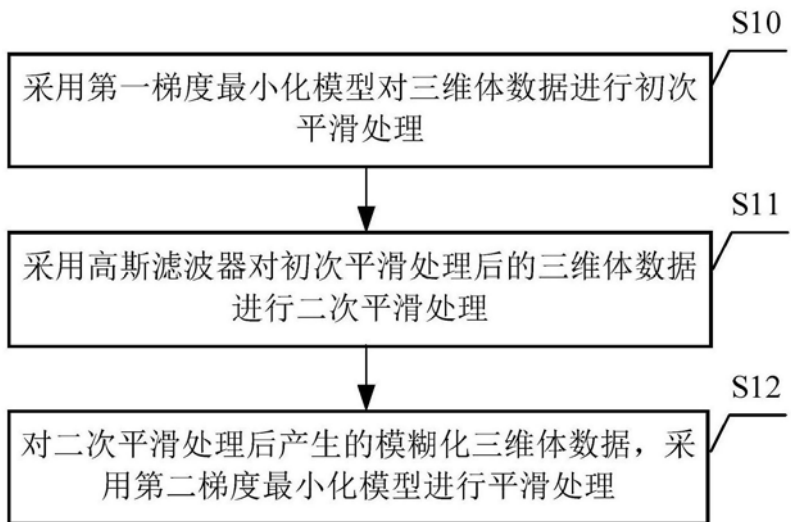 S10
采用第一梯度最小化模型对三维体数据进行初次
平滑处理
S11
采用高斯滤波器对初次平滑处理后的三维体数据
进行二次平滑处理
S12
对二次平滑处理后产生的模糊化三维体数据，采
用第二梯度最小化模型进行平滑处理